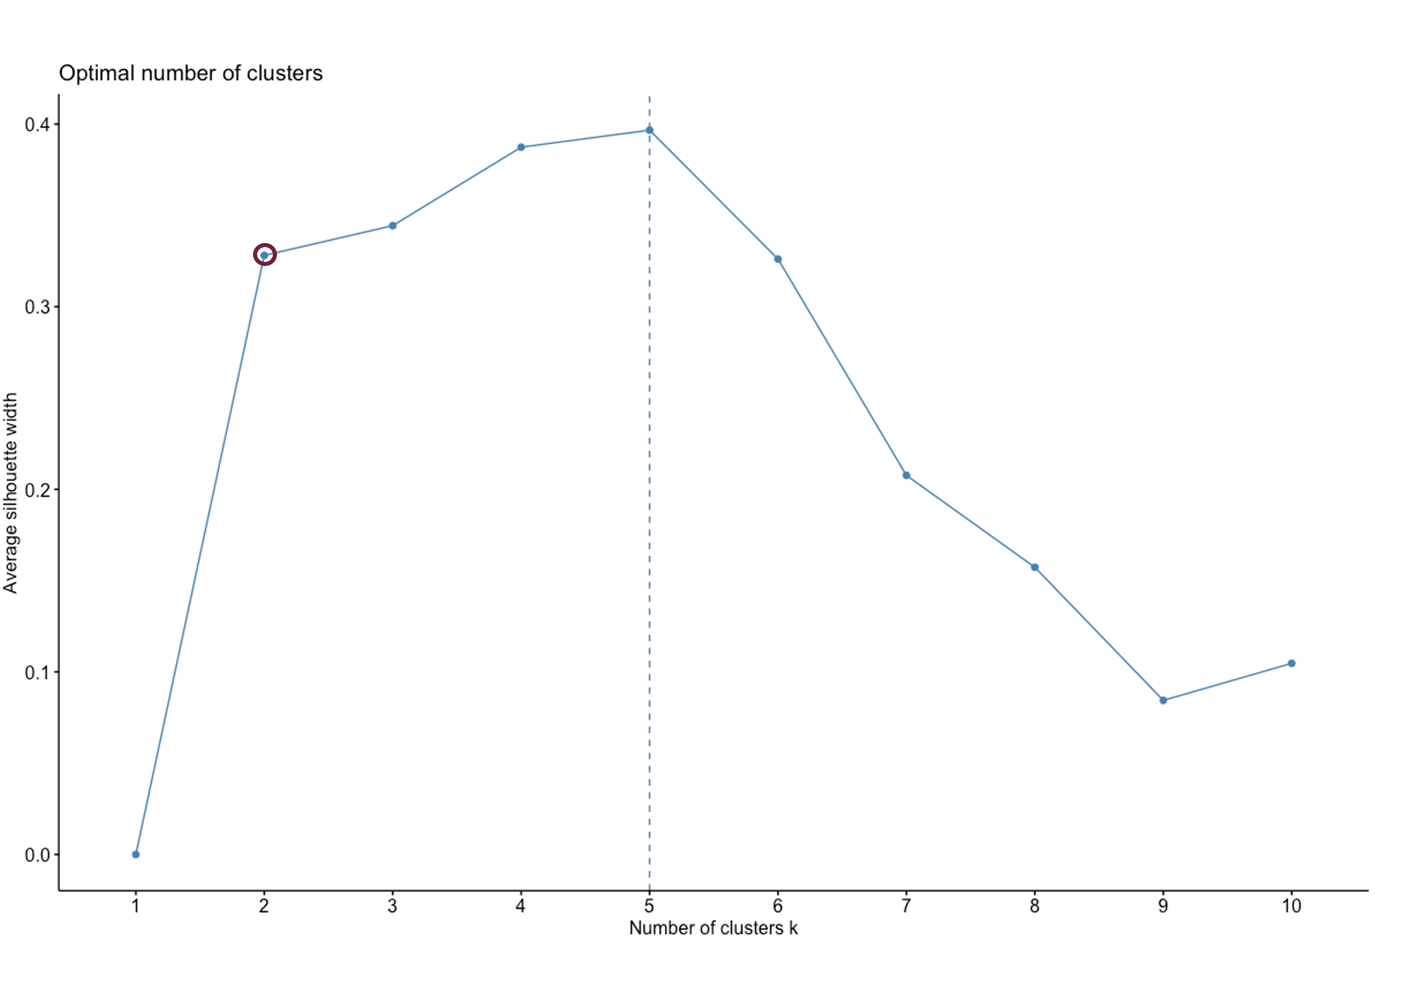 Optimal number of clusters
0.4
0.3
0.2
0.1
0.0
Average silhouette width
1 2 3 4 5 6 7 8 9 10
Number of clusters k